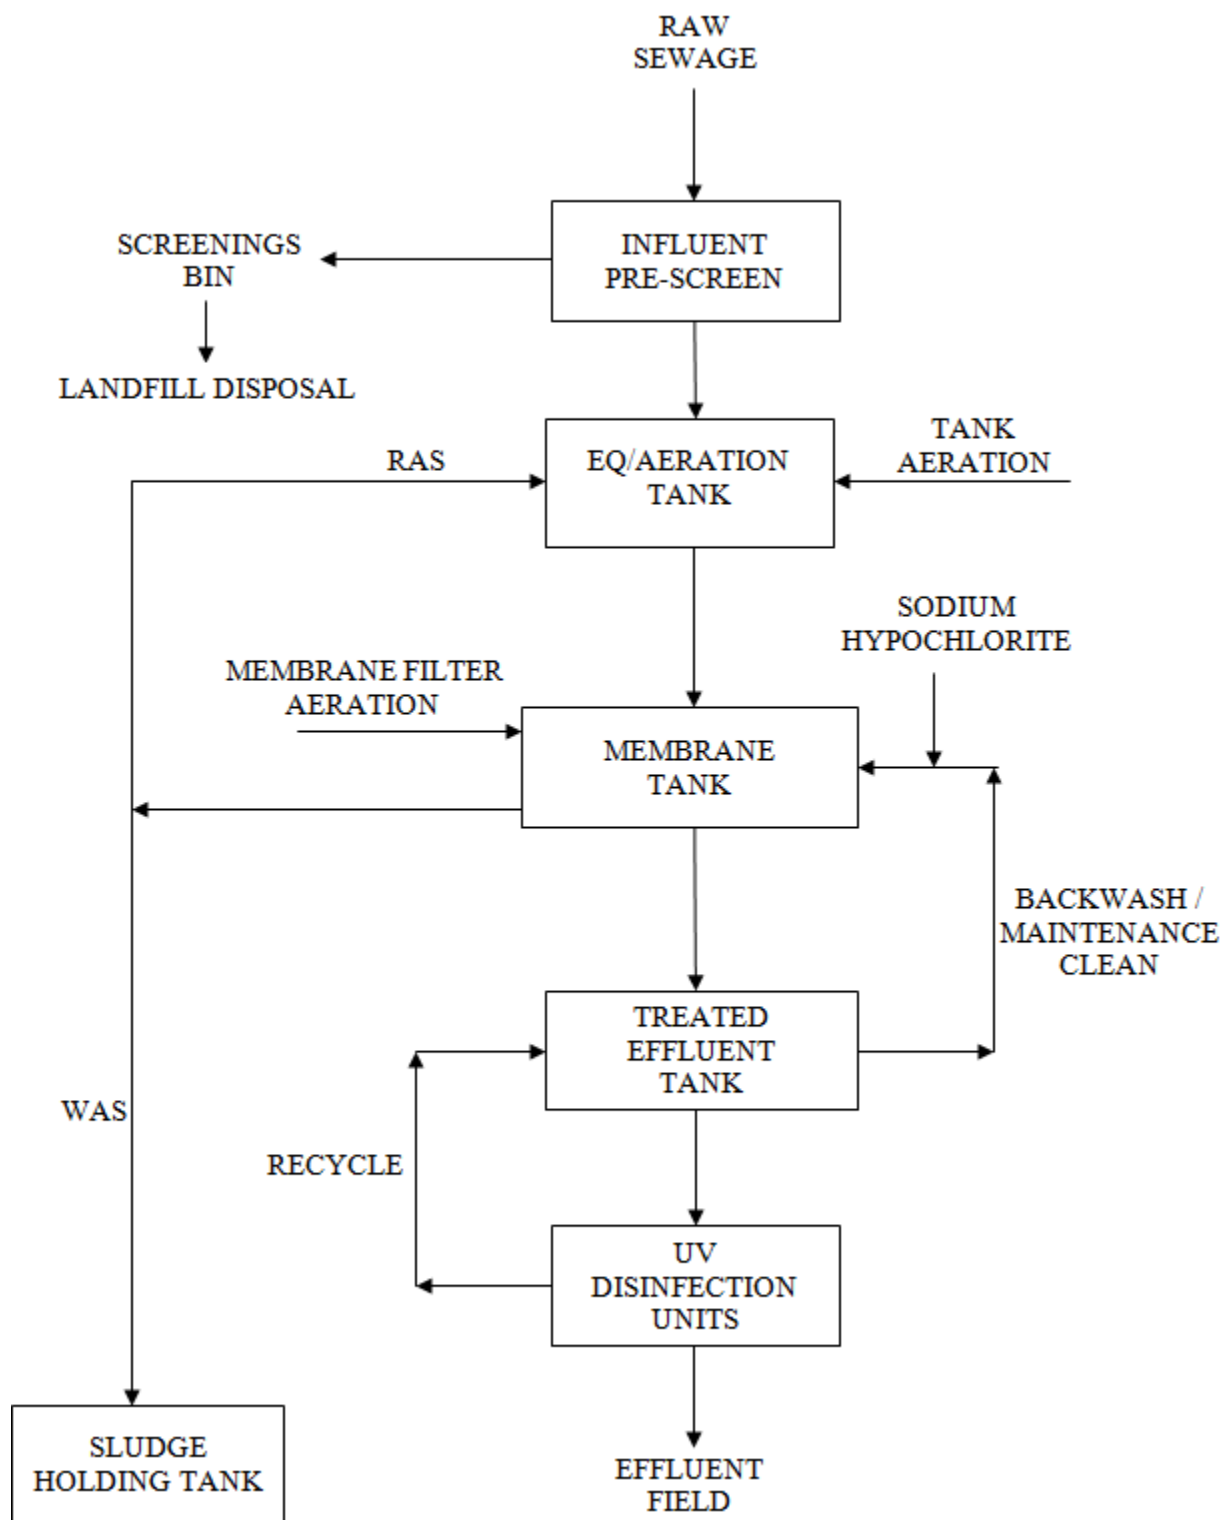 RAW
SEWAGE
INFLUENT
PRE-SCREEN
SCREENINGS
BIN
LANDFILL DISPOSAL
RAS
EQ/AERATION
TANK
TANK
AERATION
SODIUM
HYPOCHLORITE
MEMBRANE FILTER
AERATION
MEMBRANE
TANK
BACKWASH /
MAINTENANCE
CLEAN
TREATED
EFFLUENT
TANK
WAS
RECYCLE
UV
DISINFECTION
UNITS
SLUDGE
HOLDING TANK
EFFLUENT
FIELD